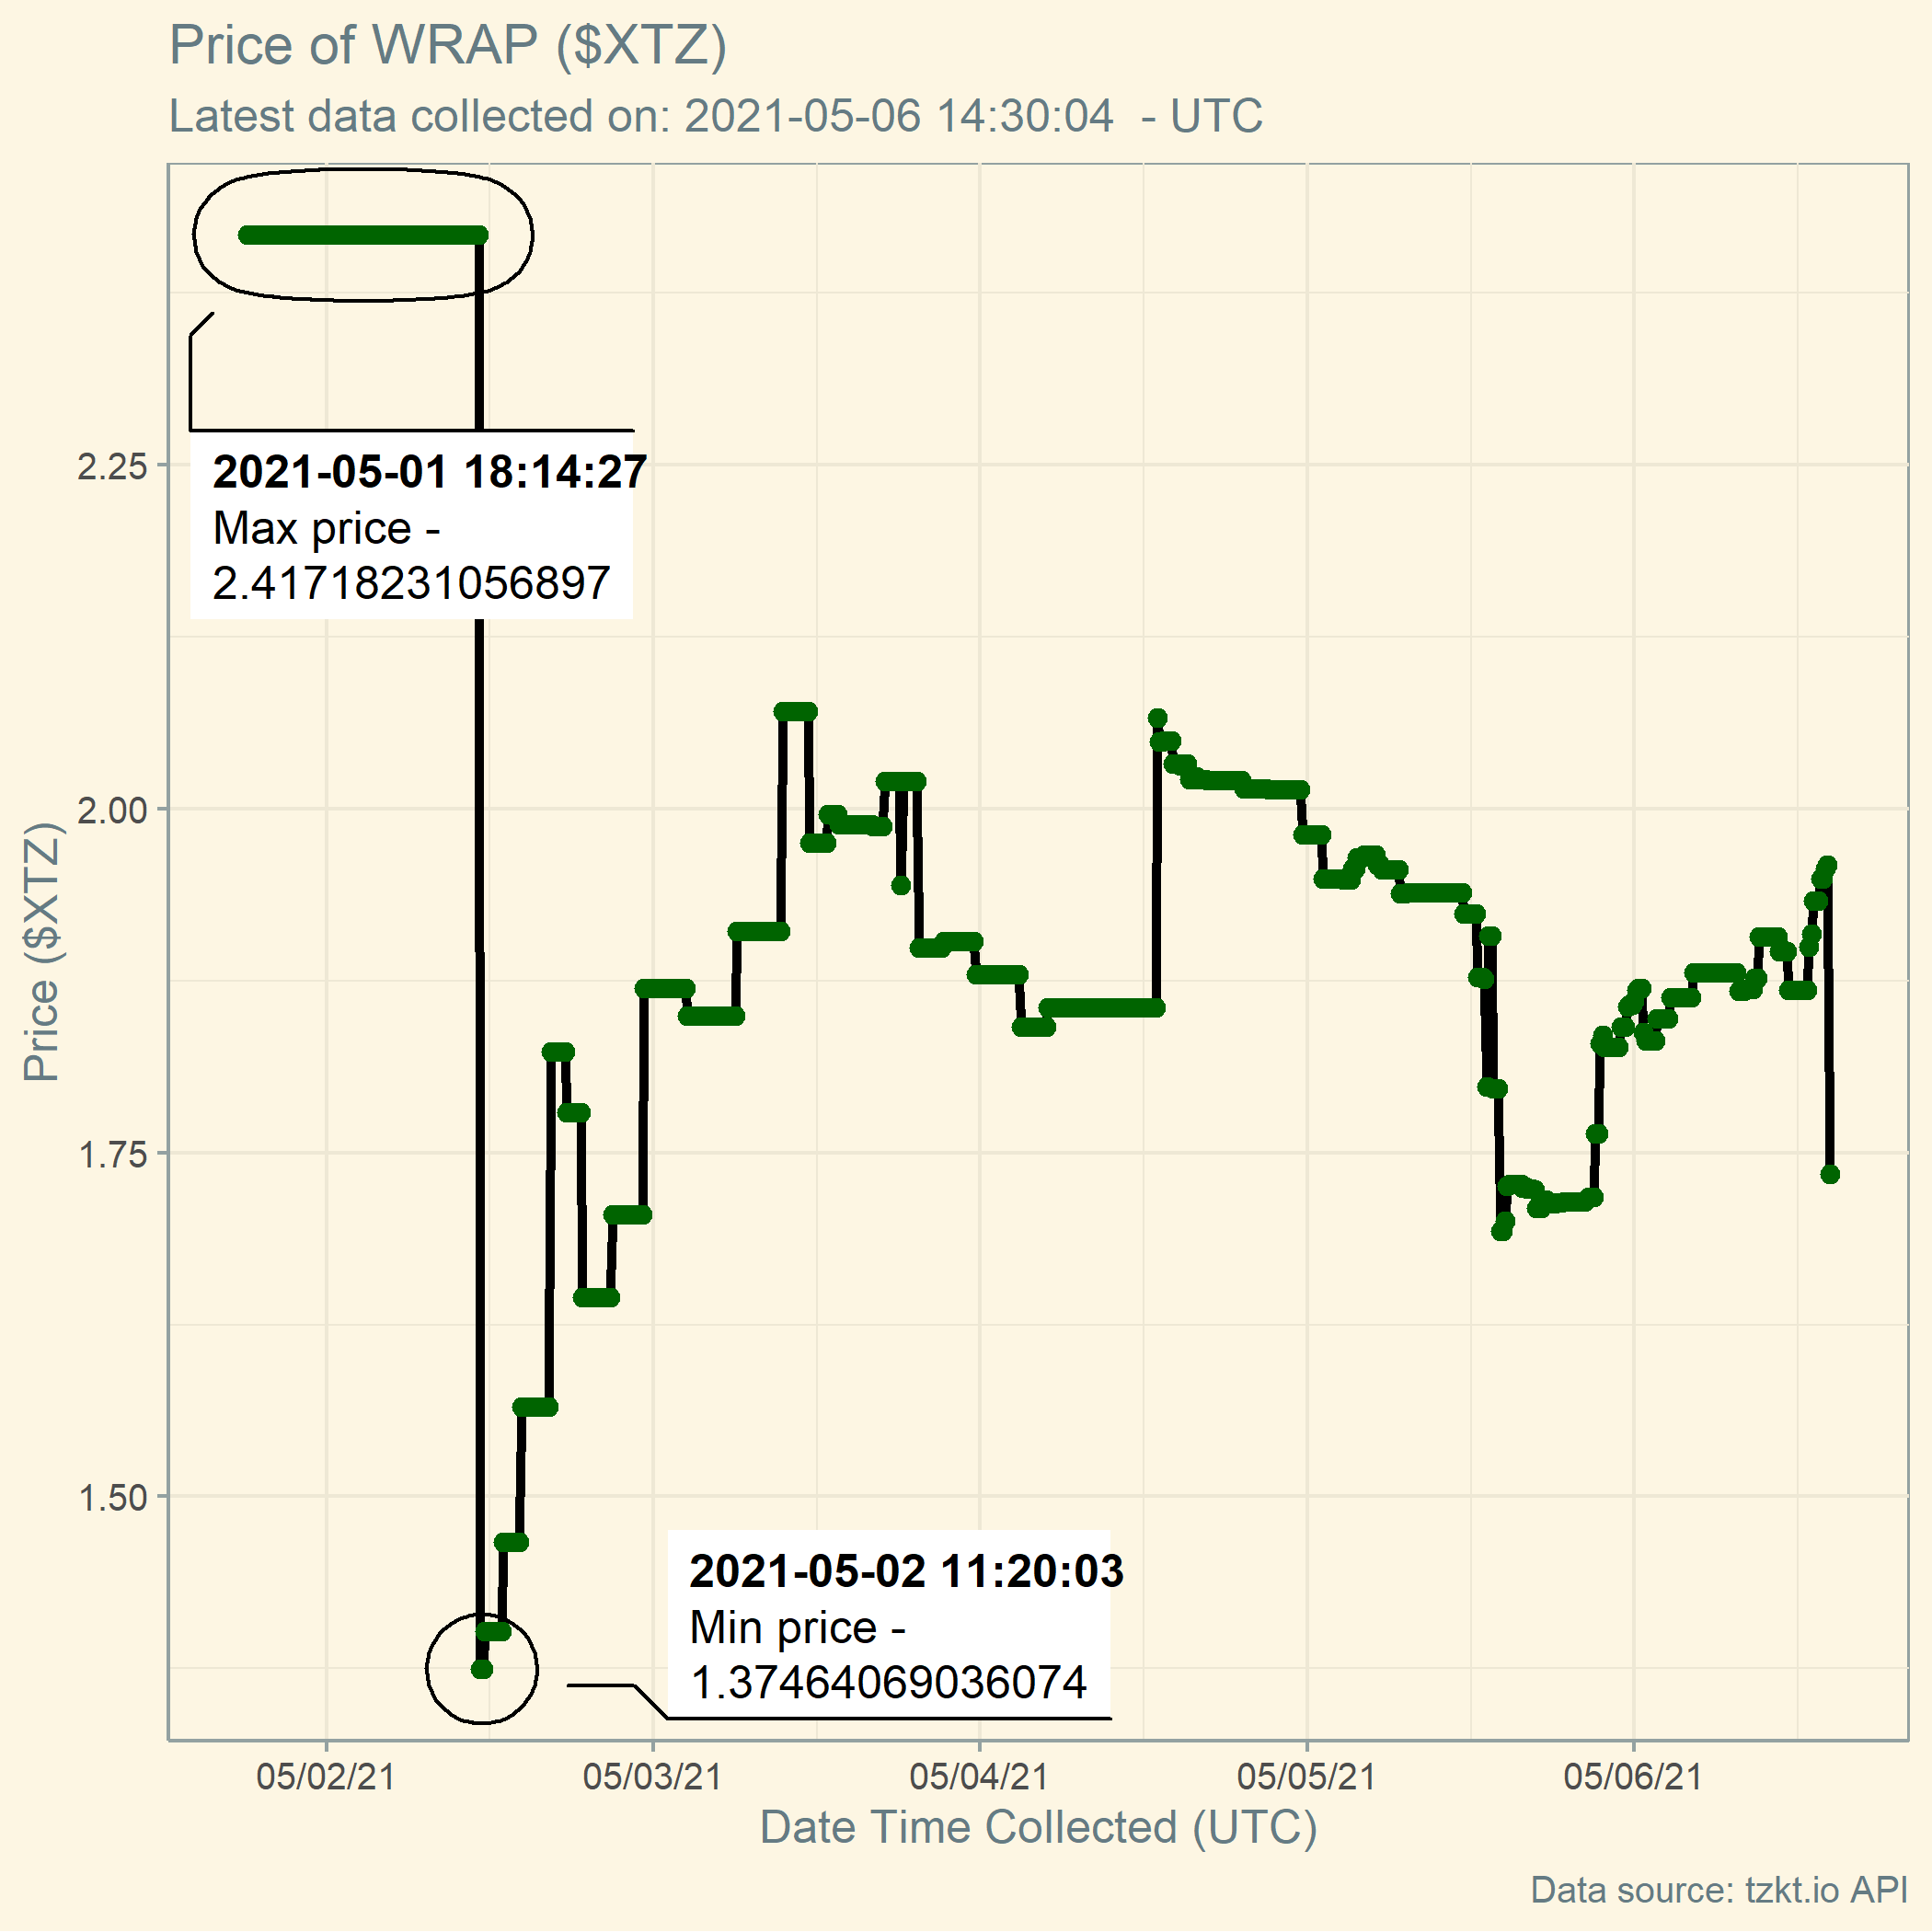 Price of WRAP ($XTZ)
Latest data collected on: 2021-05-06 14:30:04  - UTC
2021-05-01 18:14:27
Max price -
2.417182310568​97
2021-05-02 11:20:03
Min price -
1.37464069036074
Price ($XTZ)
2.25
2.00
1.75
1.50
05/02/21
05/03/21
05/04/21
05/05/21
05/06/21
Date Time Collected (UTC)
Data source: tzkt.io API